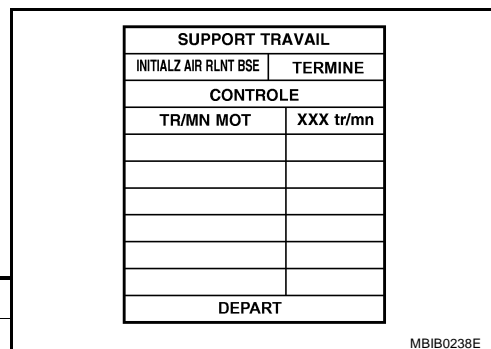 SUPPORT TRAVAIL
INITIALZ AIR RLNT BSE TERMINE
CONTROLE
TR/MN MOT XXX tr/mn
DEPART
MBIB0238E